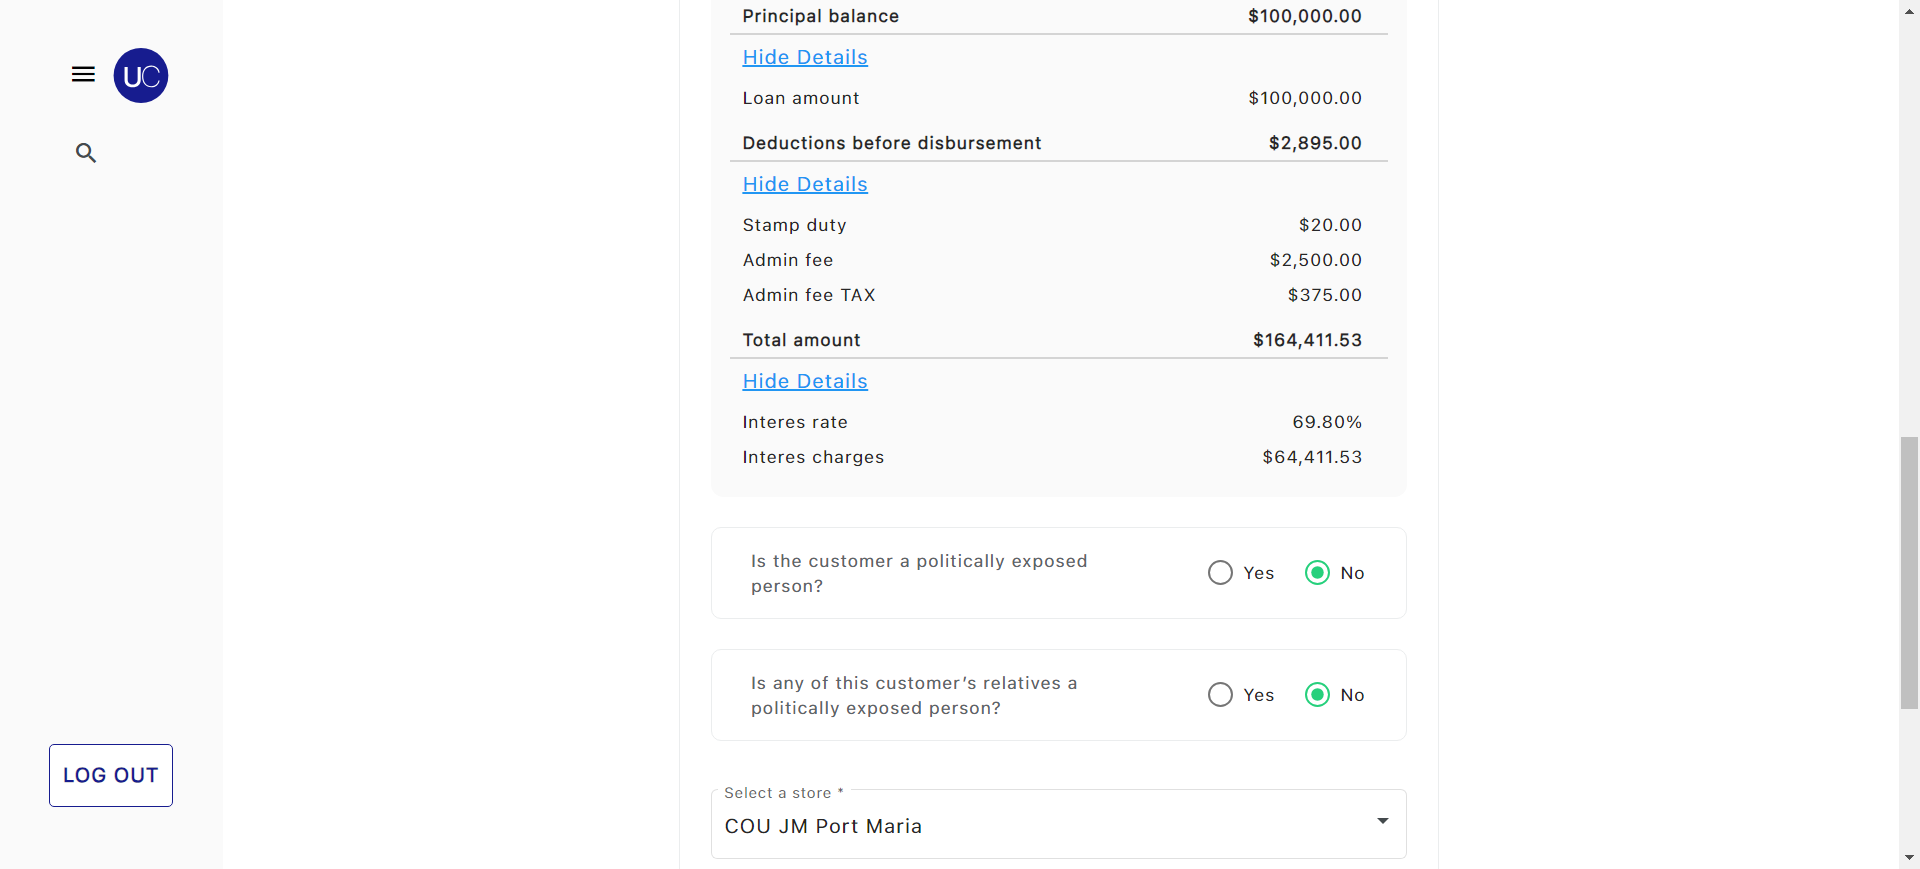 UC
LOG OUT
Principal balance $100,000.00
Hide Details
Loan amount $100,000.00
Deductions before disbursement $2,895.00
Hide Details
Stamp duty $20.00
Admin fee $2,500.00
Admin fee TAX $375.00
Total amount $164,411.53
Hide Details
Interes rate 69.80%
Interes charges $64,411.53
Is the customer a politically exposed
person?
Yes No
Is any of this customer’s relatives a
politically exposed person?
Yes No
Select a store *
COU JM Port Maria